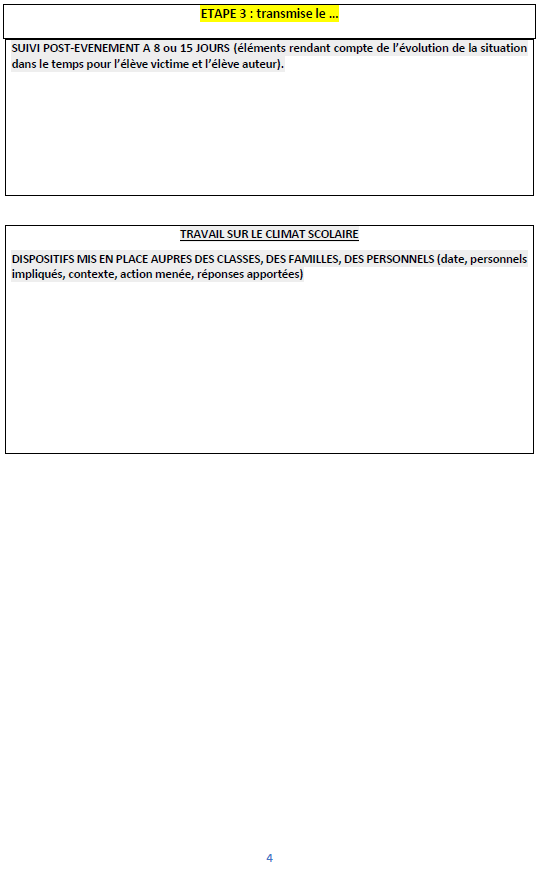 ETAPE 3 : transmise le ...
SUIVI POST-EVENEMENT A 8 ou 15 JOURS (éléments rendant compte de l'évolution de la situation
dans le temps pour l'élève victime et l'élève auteur).
TRAVAIL SUR LE CLIMAT SCOLAIRE
DISPOSITIFS MIS EN PLACE AUPRES DES CLASSES, DES FAMILLES, DES PERSONNELS (date, personnels
impliqués, contexte, action menée, réponses apportées)
4